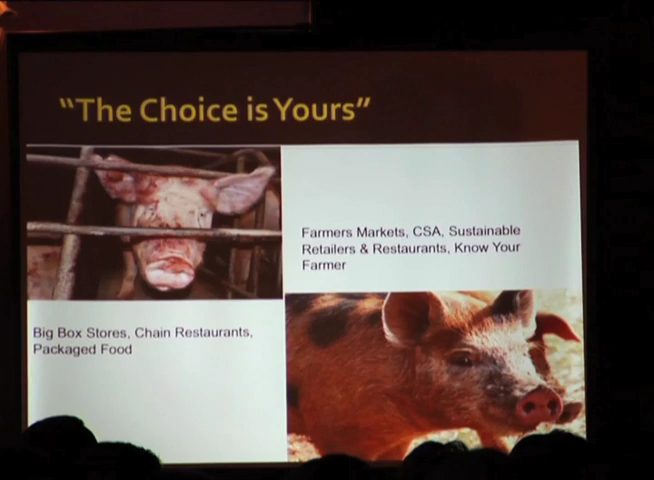 “The Choice is Yours”
Farmers Markets, CSA, Sustainable
Retailers & Restaurants, Know Your
Farmer
Big Box Stores, Chain Restaurants,
Packaged Food